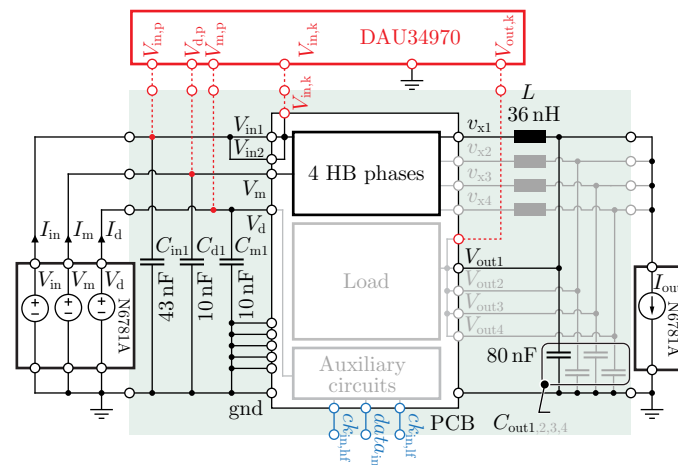 DAU34970
V_in,p
V_d,p
V_m,p
V_in,k
V_out,k
V_in,k
L
36 nH
V_in1
V_in2
V_m
V_d
4 HB phases
v_x1
v_x2
v_x3
v_x4
I_in
I_m
I_d
C_in1
43 nF
C_d1
10 nF
C_m1
10 nF
Load
V_out1
V_out2
V_out3
V_out4
V_in
V_m
V_d
N6781A
I_out
N6781A
80 nF
Auxiliary
circuits
gnd
PCB
C_out1,2,3,4
ck_in,hf
data_in
ck_in,lf